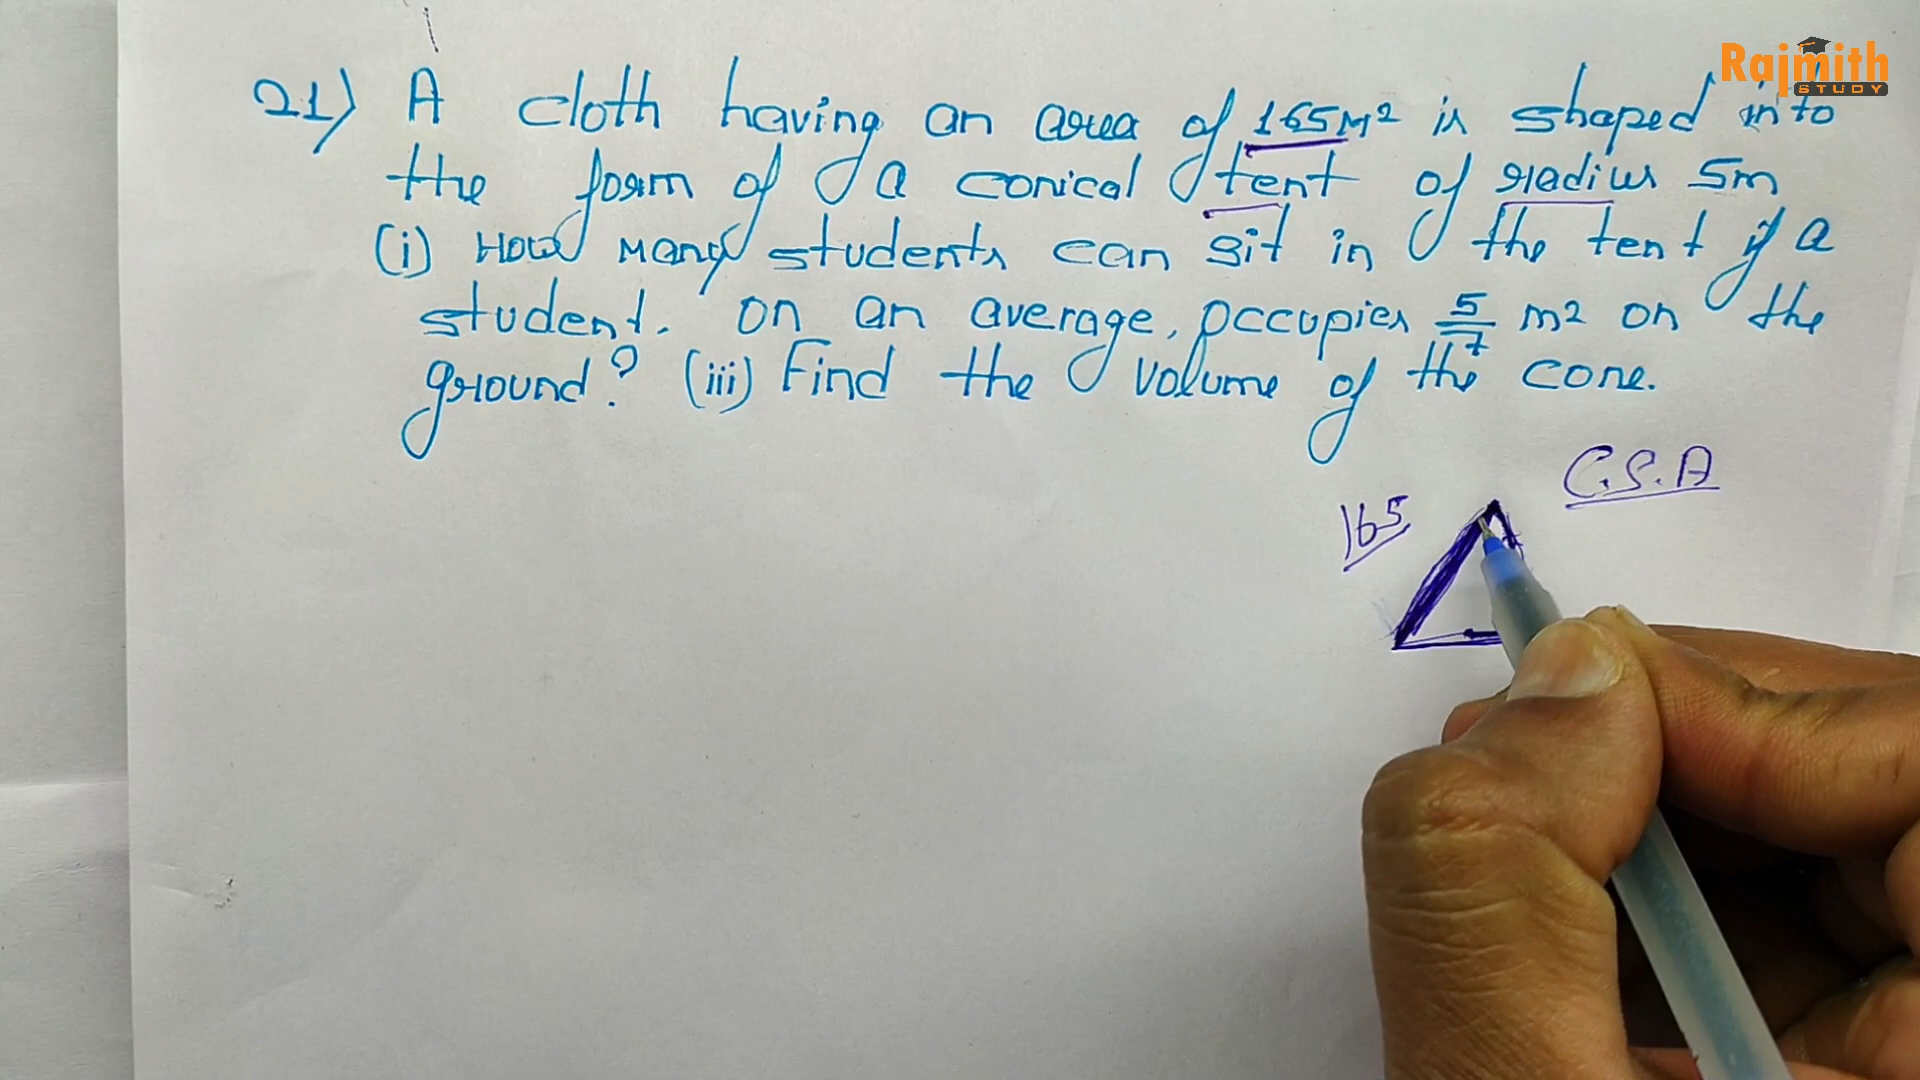 Rajmith
STUDY
21) A cloth having an area of 165M² is shaped into
the form of a conical tent of radius 5m
(i) How Many students can sit in the tent if a
student. on an average, occupies 5/7 m² on the
ground? (iii) Find the volume of the cone.
C.S.A
165